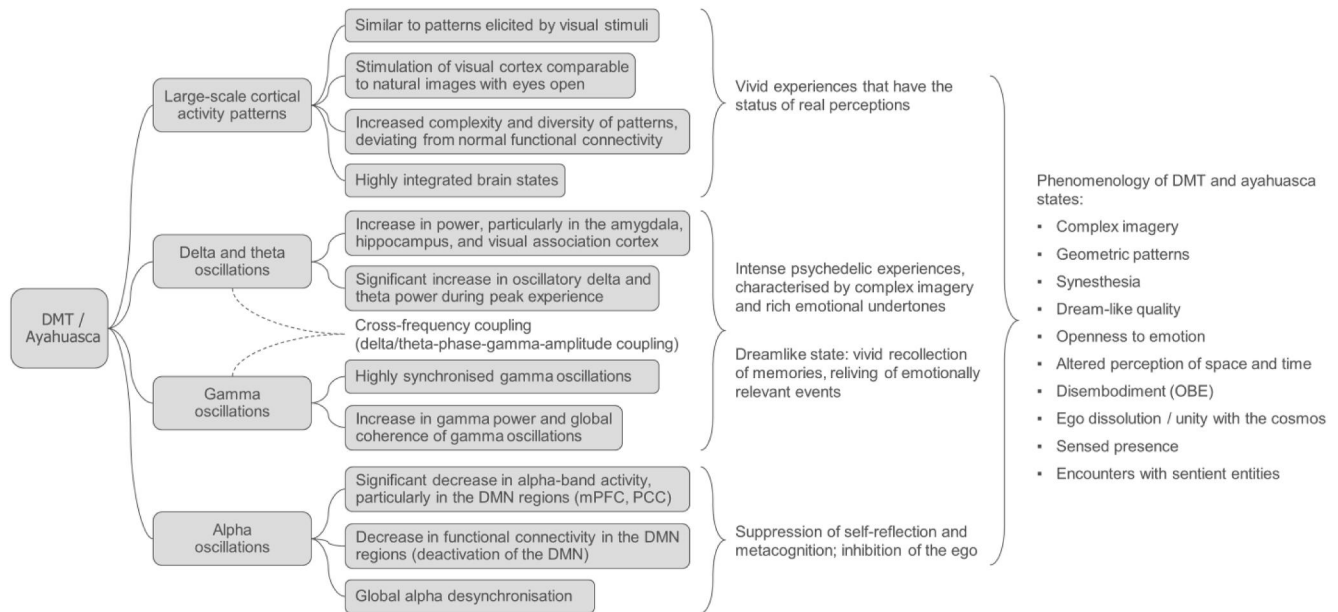 DMT /
Ayahuasca
Large-scale cortical
activity patterns
Similar to patterns elicited by visual stimuli
Stimulation of visual cortex comparable
to natural images with eyes open
Increased complexity and diversity of patterns,
deviating from normal functional connectivity
Highly integrated brain states
Vivid experiences that have the
status of real perceptions
Delta and theta
oscillations
Increase in power, particularly in the amygdala,
hippocampus, and visual association cortex
Significant increase in oscillatory delta and
theta power during peak experience
Cross-frequency coupling
(delta/theta-phase-gamma-amplitude coupling)
Gamma
oscillations
Highly synchronised gamma oscillations
Increase in gamma power and global
coherence of gamma oscillations
Intense psychedelic experiences,
characterised by complex imagery
and rich emotional undertones
Dreamlike state: vivid recollection
of memories, reliving of emotionally
relevant events
Alpha
oscillations
Significant decrease in alpha-band activity,
particularly in the DMN regions (mPFC, PCC)
Decrease in functional connectivity in the DMN
regions (deactivation of the DMN)
Global alpha desynchronisation
Suppression of self-reflection and
metacognition; inhibition of the ego
Phenomenology of DMT and ayahuasca
states:
▪ Complex imagery
▪ Geometric patterns
▪ Synesthesia
▪ Dream-like quality
▪ Openness to emotion
▪ Altered perception of space and time
▪ Disembodiment (OBE)
▪ Ego dissolution / unity with the cosmos
▪ Sensed presence
▪ Encounters with sentient entities